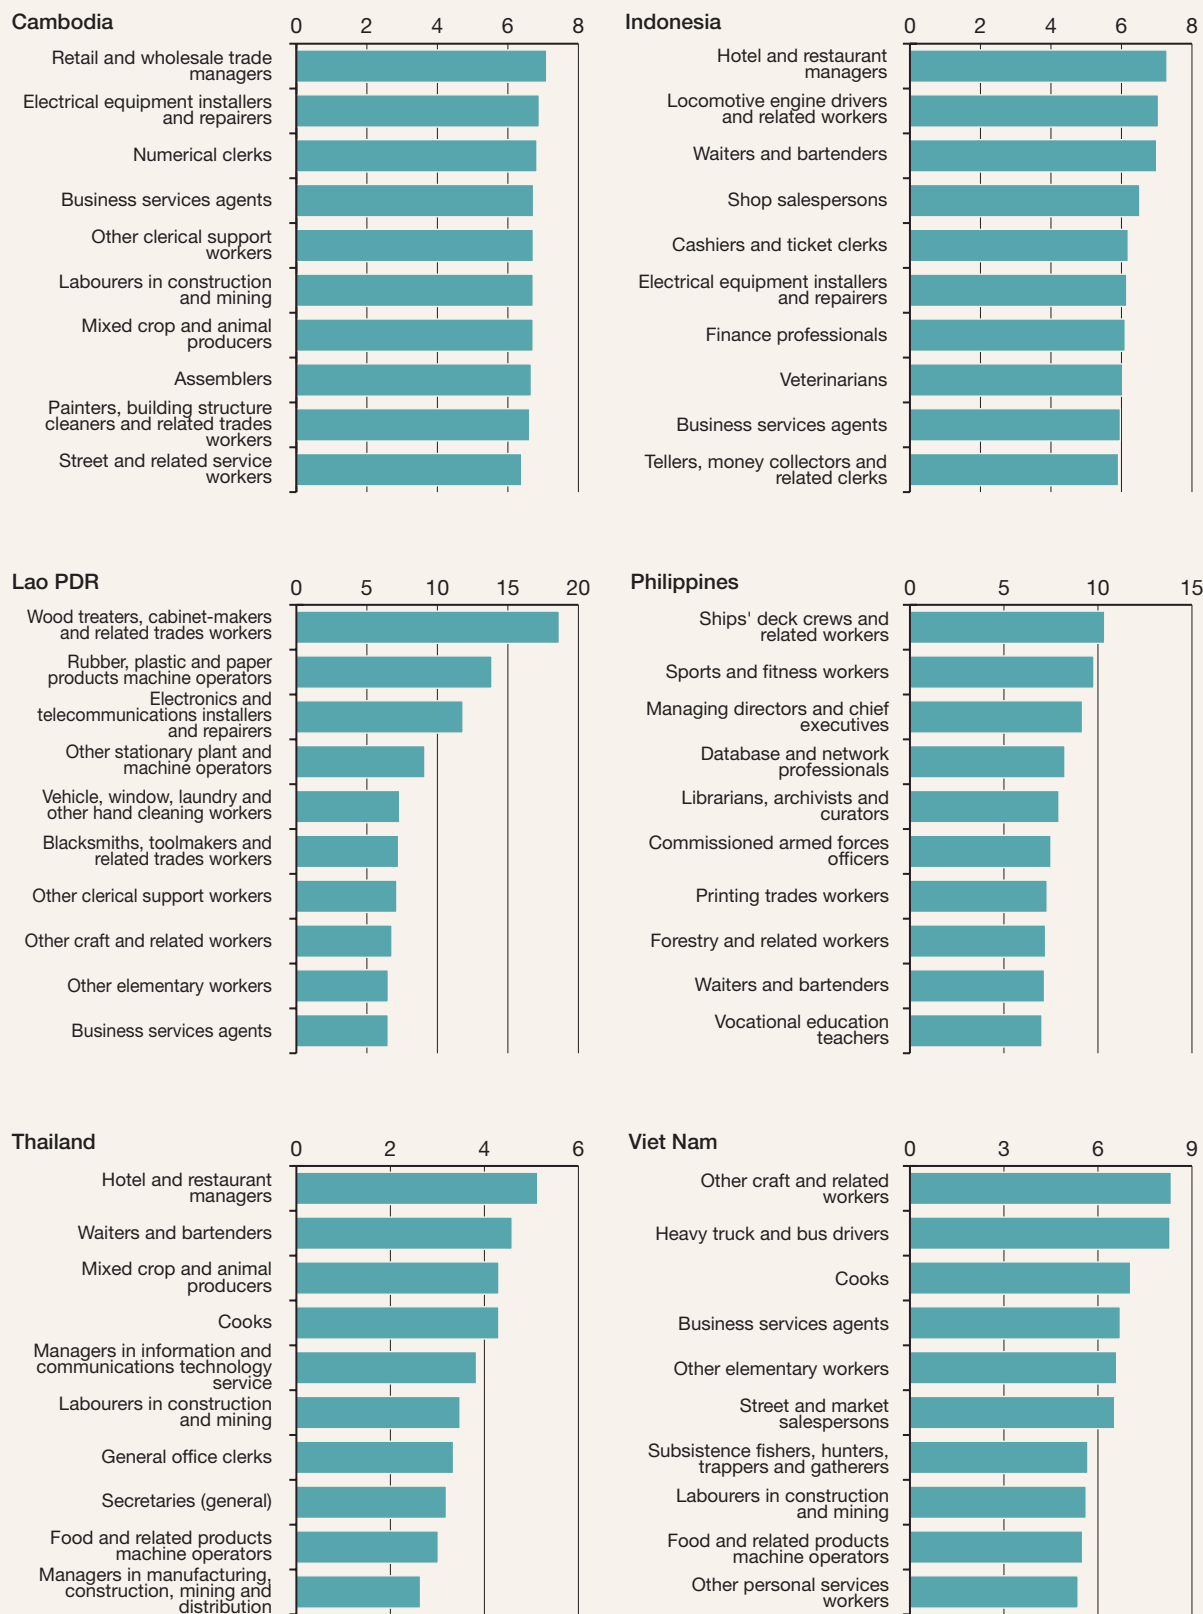 Cambodia
0 2 4 6 8
Retail and wholesale trade
managers
Electrical equipment installers
and repairers
Numerical clerks
Business services agents
Other clerical support
workers
Labourers in construction
and mining
Mixed crop and animal
producers
Assemblers
Painters, building structure
cleaners and related trades
workers
Street and related service
workers
Indonesia
0 2 4 6 8
Hotel and restaurant
managers
Locomotive engine drivers
and related workers
Waiters and bartenders
Shop salespersons
Cashiers and ticket clerks
Electrical equipment installers
and repairers
Finance professionals
Veterinarians
Business services agents
Tellers, money collectors and
related clerks
Lao PDR
0 5 10 15 20
Wood treaters, cabinet-makers
and related trades workers
Rubber, plastic and paper
products machine operators
Electronics and
telecommunications installers
and repairers
Other stationary plant and
machine operators
Vehicle, window, laundry and
other hand cleaning workers
Blacksmiths, toolmakers and
related trades workers
Other clerical support workers
Other craft and related workers
Other elementary workers
Business services agents
Philippines
0 5 10 15
Ships' deck crews and
related workers
Sports and fitness workers
Managing directors and chief
executives
Database and network
professionals
Librarians, archivists and
curators
Commissioned armed forces
officers
Printing trades workers
Forestry and related workers
Waiters and bartenders
Vocational education
teachers
Thailand
0 2 4 6
Hotel and restaurant
managers
Waiters and bartenders
Mixed crop and animal
producers
Cooks
Managers in information and
communications technology
service
Labourers in construction
and mining
General office clerks
Secretaries (general)
Food and related products
machine operators
Managers in manufacturing,
construction, mining and
distribution
Viet Nam
0 3 6 9
Other craft and related
workers
Heavy truck and bus drivers
Cooks
Business services agents
Other elementary workers
Street and market
salespersons
Subsistence fishers, hunters,
trappers and gatherers
Labourers in construction
and mining
Food and related products
machine operators
Other personal services
workers